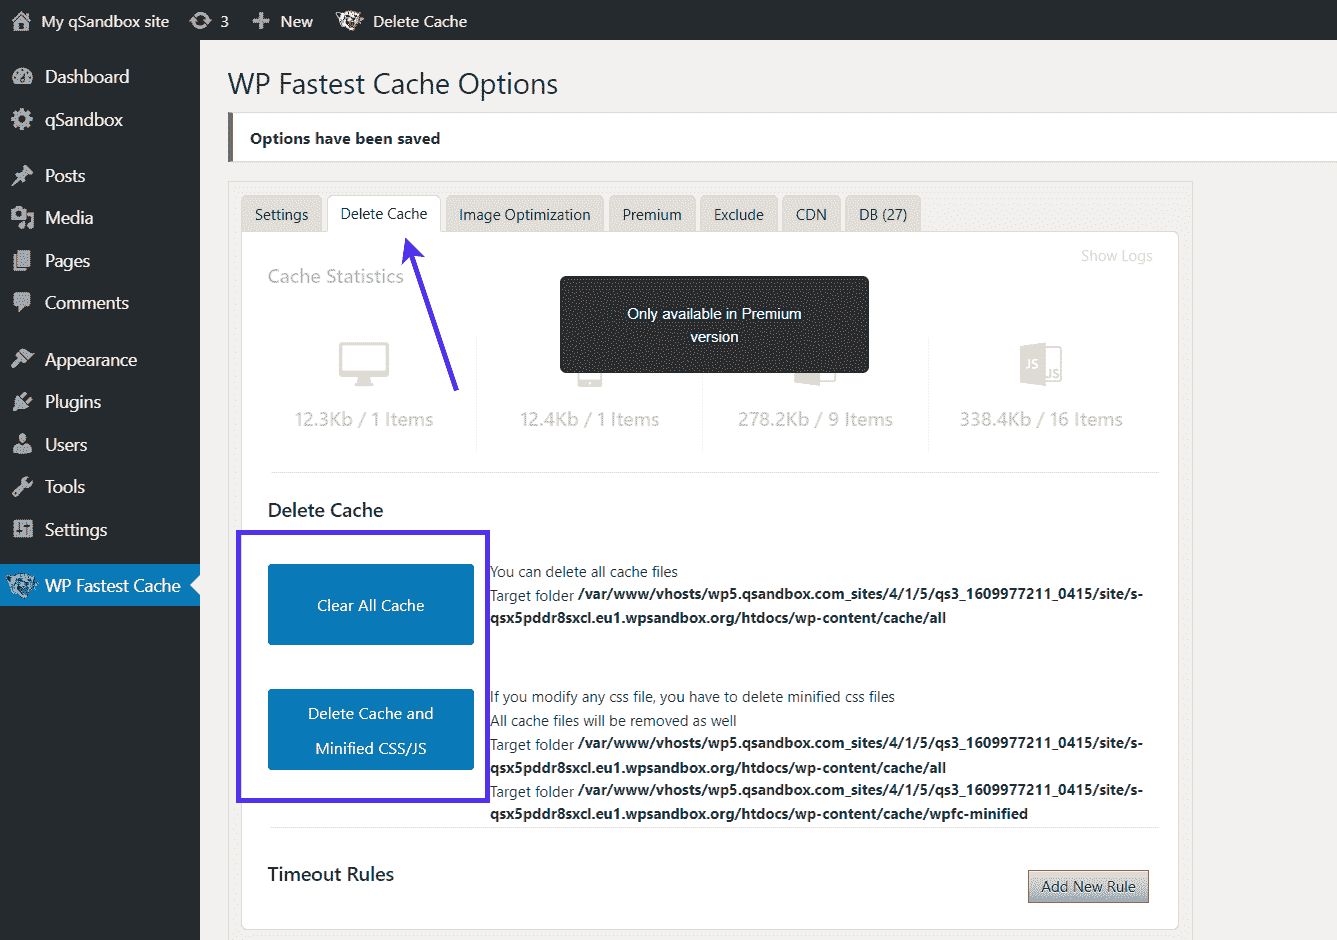 My qSandbox site 3 New Delete Cache
Dashboard
qSandbox
Posts
Media
Pages
Comments
Appearance
Plugins
Users
Tools
Settings
WP Fastest Cache
WP Fastest Cache Options
Options have been saved
Settings Delete Cache Image Optimization Premium Exclude CDN DB (27)
Show Logs
Cache Statistics
Only available in Premium
version
JS JS
12.3Kb / 1 Items 12.4Kb / 1 Items 278.2Kb / 9 Items 338.4Kb / 16 Items
Delete Cache
Clear All Cache
You can delete all cache files
Target folder /var/www/vhosts/wp5.qsandbox.com_sites/4/1/5/qs3_1609977211_0415/site/s-
qsx5pddr8sxcl.eu1.wpsandbox.org/htdocs/wp-content/cache/all
Delete Cache and
Minified CSS/JS
If you modify any css file, you have to delete minified css files
All cache files will be removed as well
Target folder /var/www/vhosts/wp5.qsandbox.com_sites/4/1/5/qs3_1609977211_0415/site/s-
qsx5pddr8sxcl.eu1.wpsandbox.org/htdocs/wp-content/cache/all
Target folder /var/www/vhosts/wp5.qsandbox.com_sites/4/1/5/qs3_1609977211_0415/site/s-
qsx5pddr8sxcl.eu1.wpsandbox.org/htdocs/wp-content/cache/wpfc-minified
Timeout Rules
Add New Rule